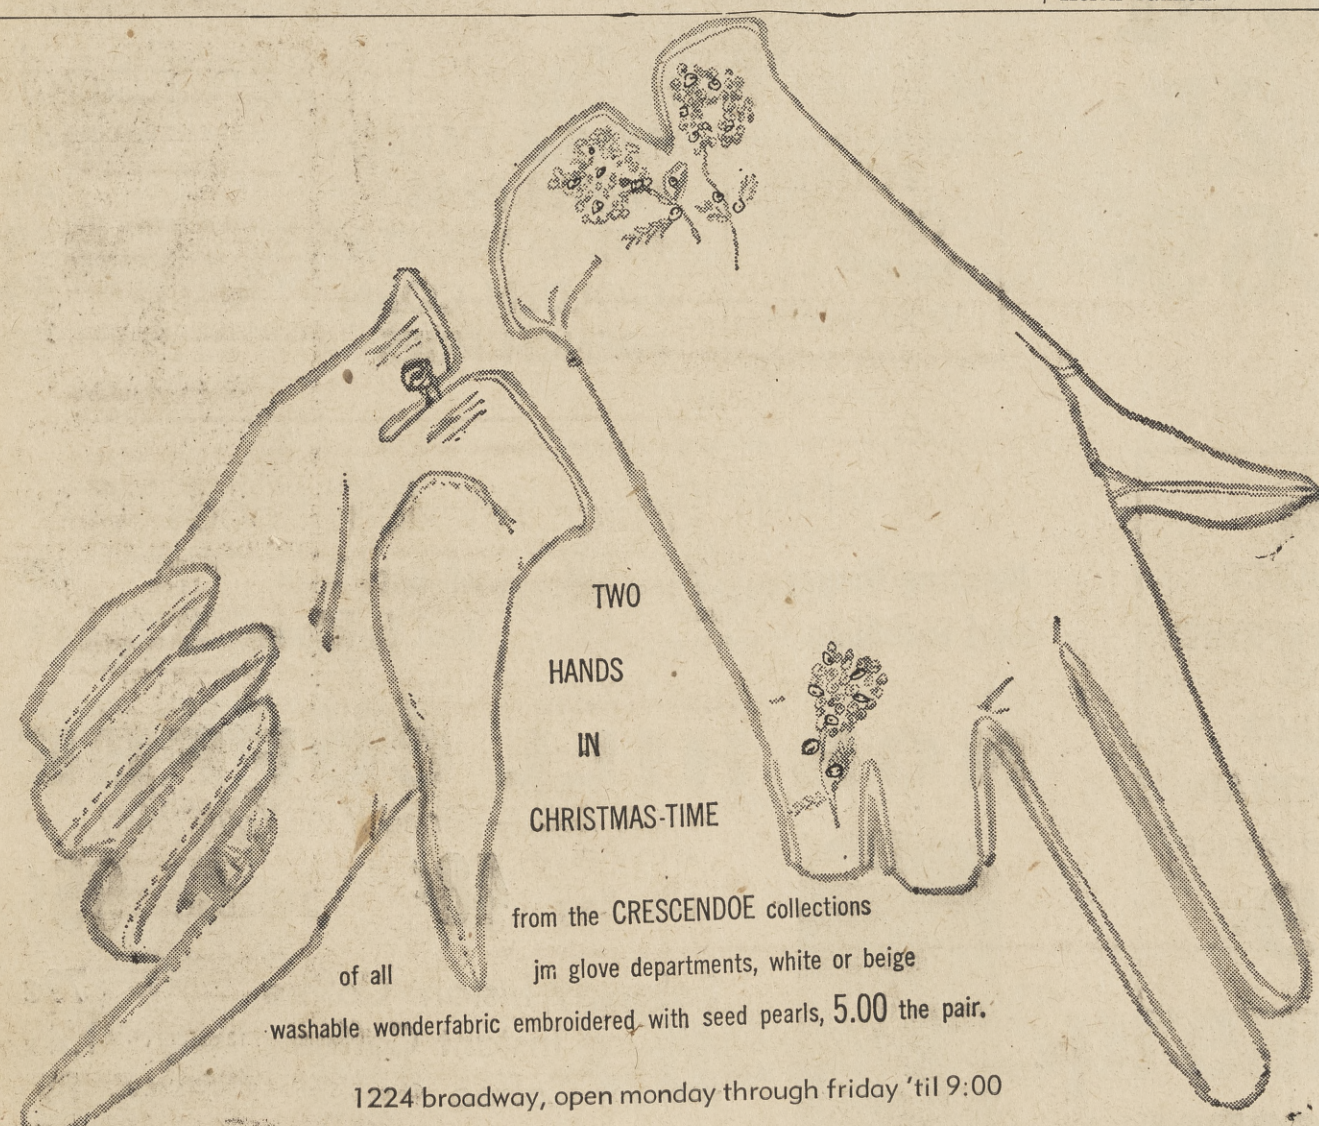 TWO
HANDS
IN
CHRISTMAS-TIME
from the CRESCENDOE collections
of all jm glove departments, white or beige
washable wonderfabric embroidered with seed pearls, 5.00 the pair.
1224 broadway, open monday through friday 'til 9:00